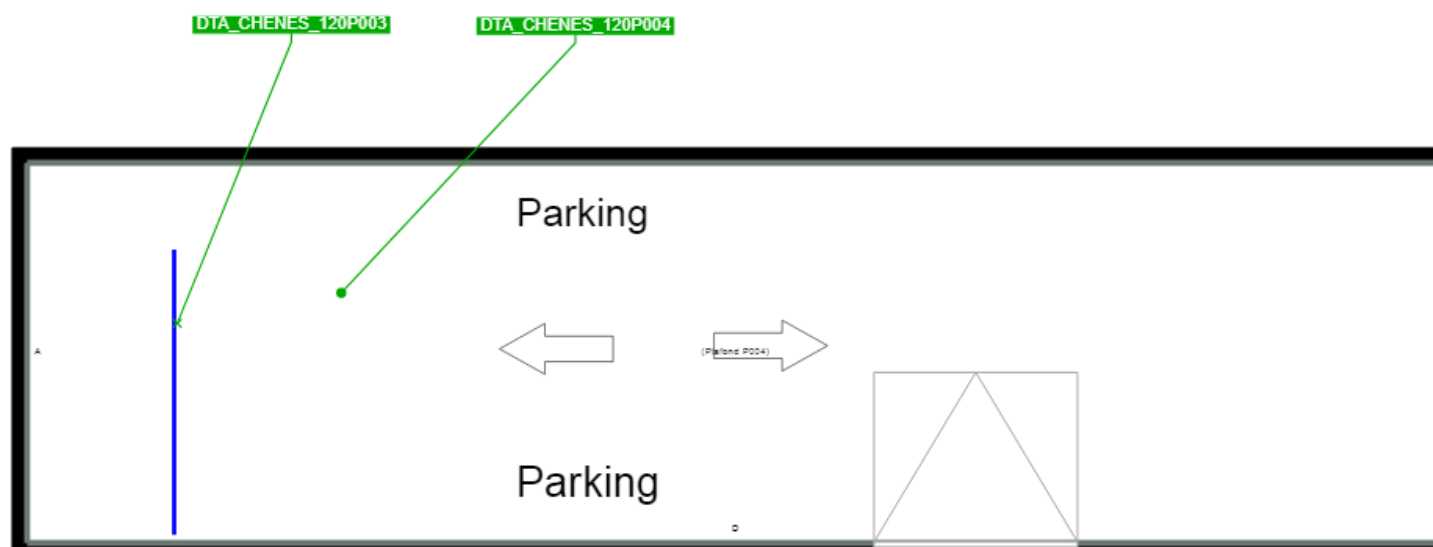 DTA_CHENES_120P003
DTA_CHENES_120P004
Parking
A
(Plafond P004)
Parking
D